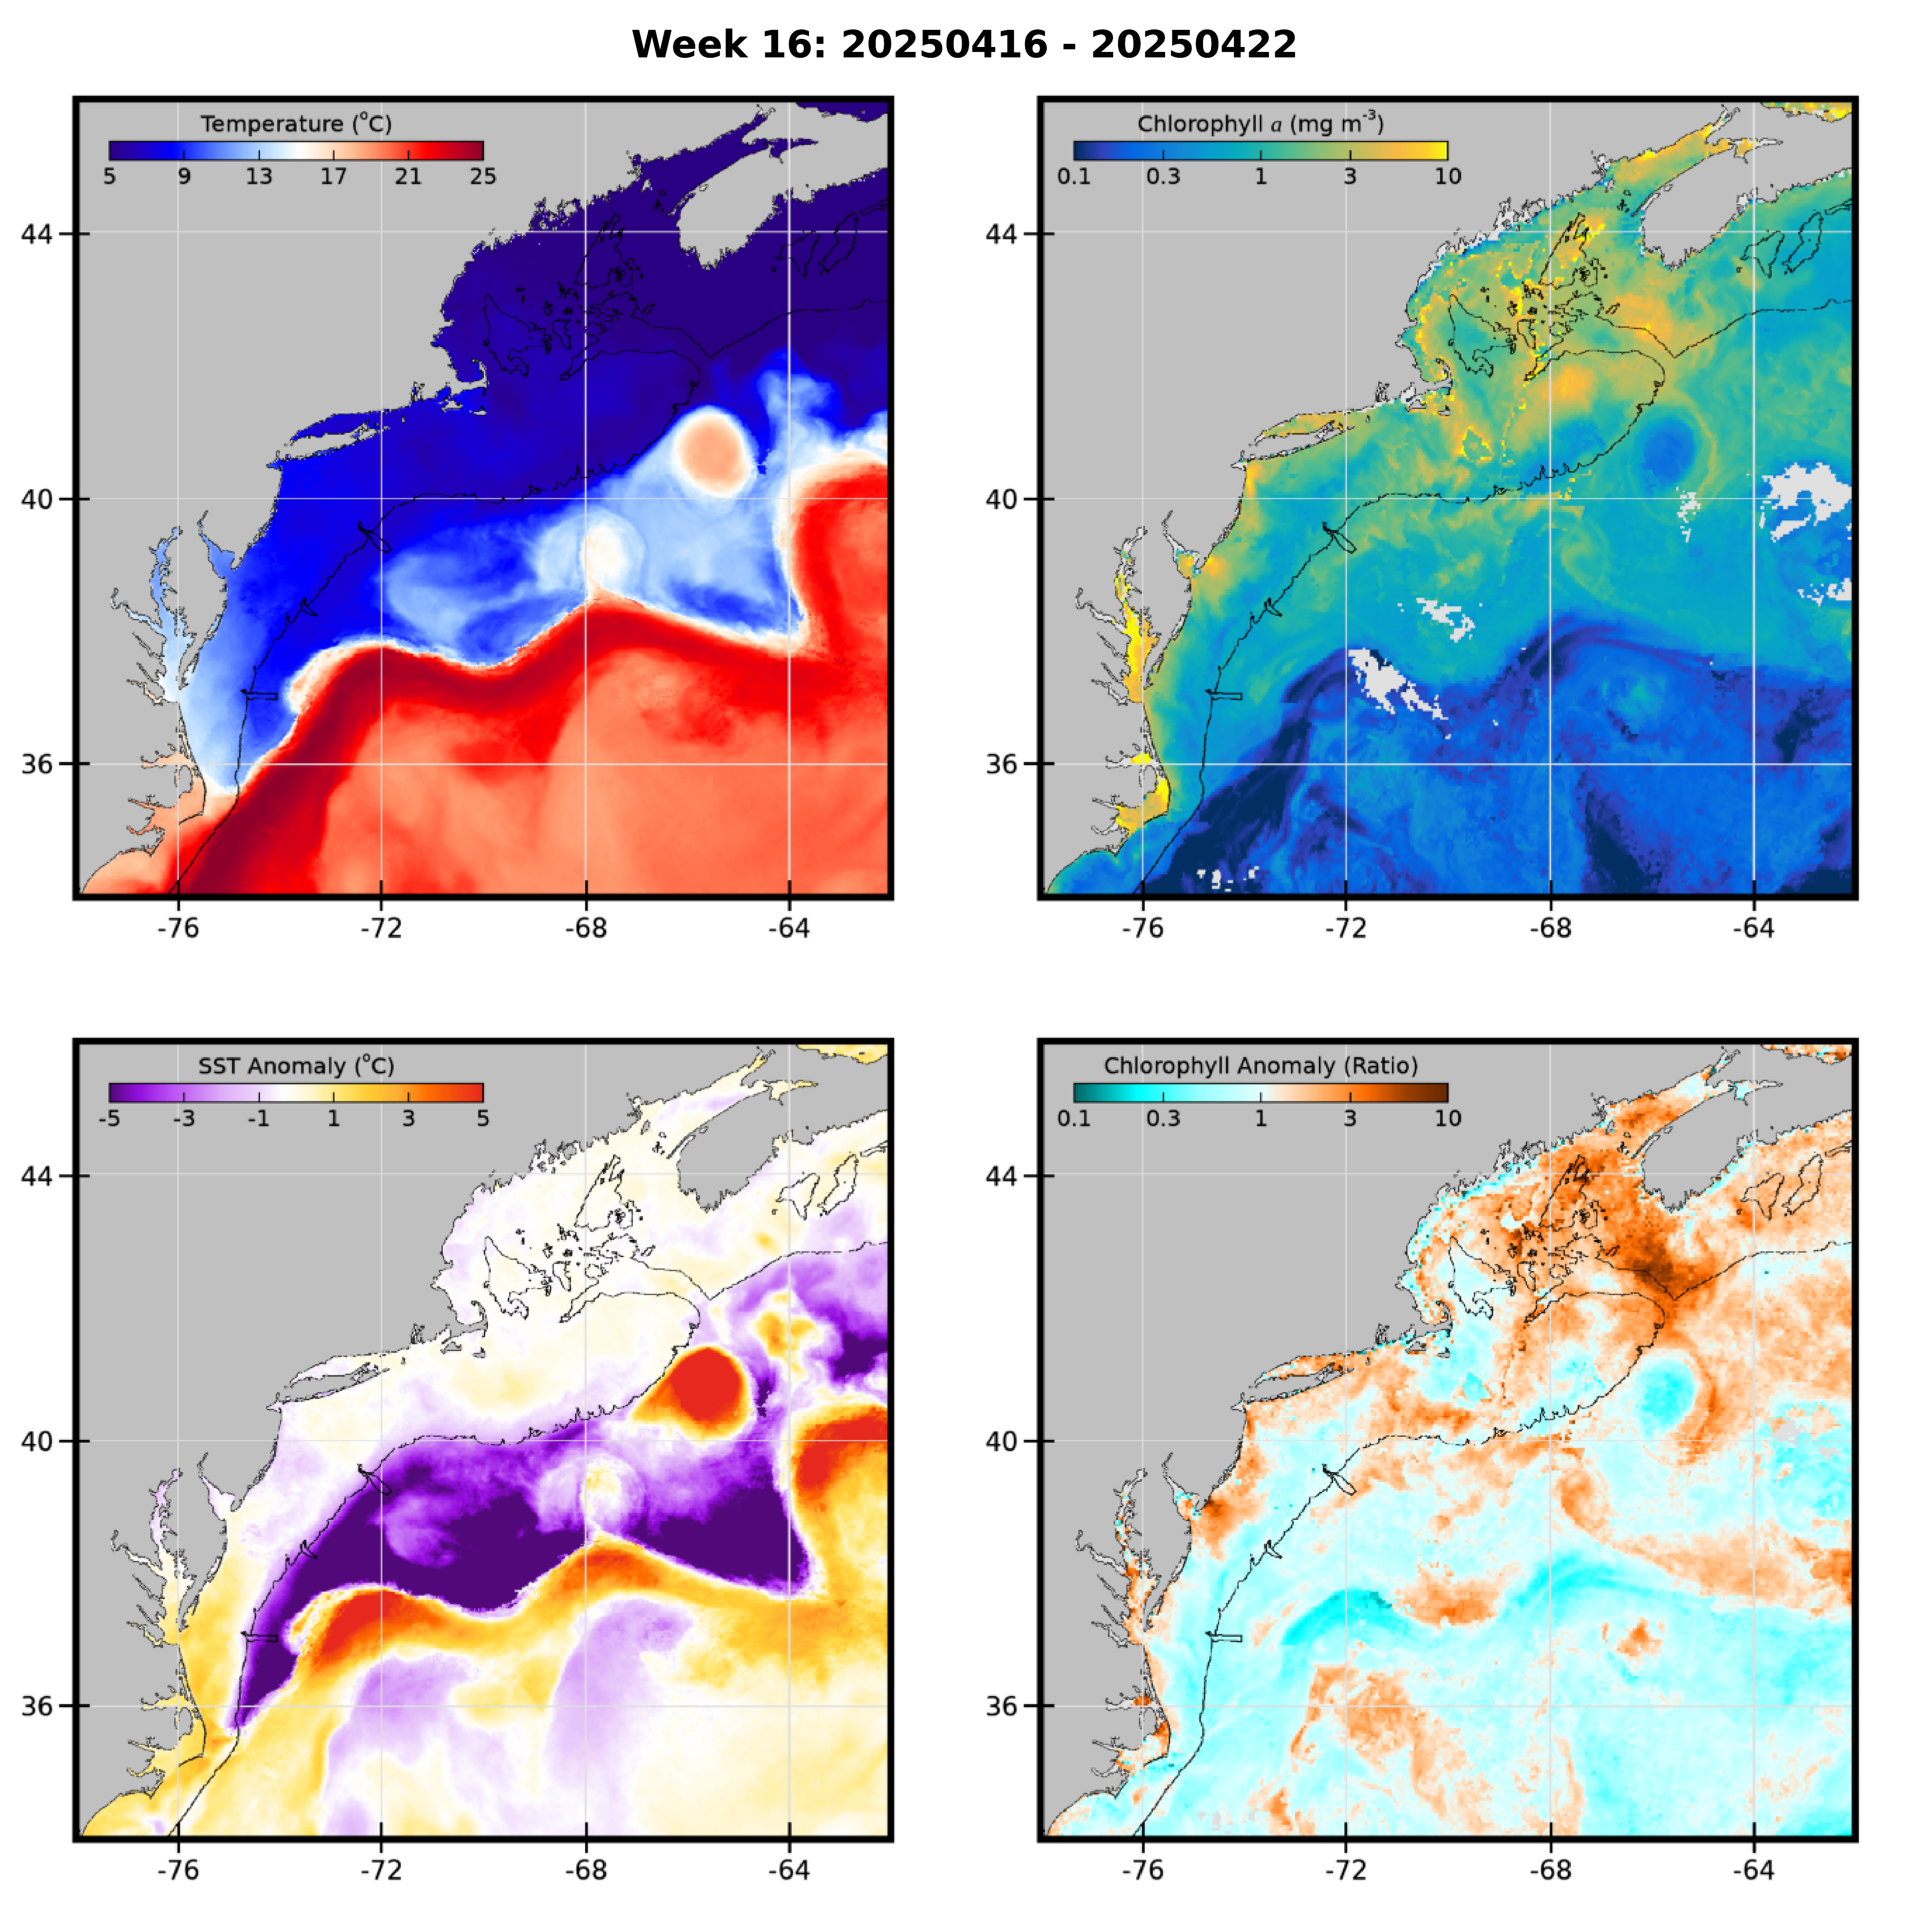 Week 16: 20250416 - 20250422
Temperature (°C)
5 9 13 17 21 25
44
40
36
-76 -72 -68 -64
Chlorophyll a (mg m⁻³)
0.1 0.3 1 3 10
44
40
36
-76 -72 -68 -64
SST Anomaly (°C)
-5 -3 -1 1 3 5
44
40
36
-76 -72 -68 -64
Chlorophyll Anomaly (Ratio)
0.1 0.3 1 3 10
44
40
36
-76 -72 -68 -64